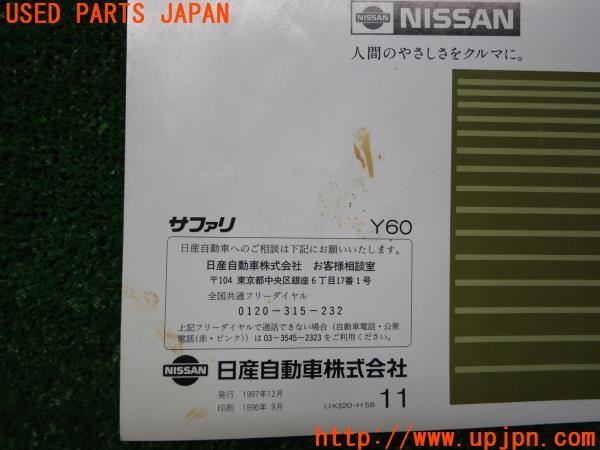 USED PARTS JAPAN
NISSAN NISSAN
人間のやさしさをクルマに。
サファリ Y60
日産自動車へのご相談は下記にお願いいたします。
日産自動車株式会社 お客様相談室
〒104 東京都中央区銀座6丁目17番1号
全国共通フリーダイヤル
0120-315-232
上記フリーダイヤルで通話できない場合(自動車電話・公衆
電話(赤・ピンク))は03-3545-2323をご利用ください。
NISSAN 日産自動車株式会社
発行 1987年12月
印刷 1996年 9月 UX320-H58 11
http://www.upjpn.com/